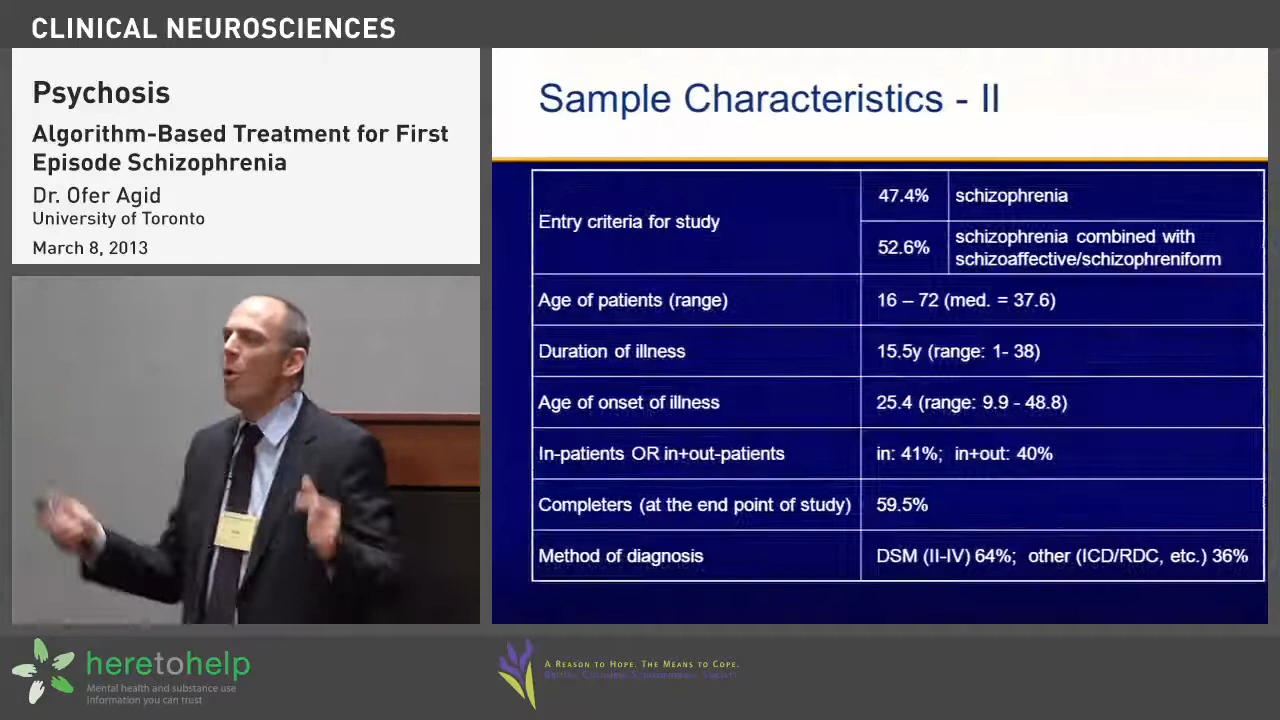 CLINICAL NEUROSCIENCES
Psychosis
Algorithm-Based Treatment for First
Episode Schizophrenia
Dr. Ofer Agid
University of Toronto
March 8, 2013
Sample Characteristics - II
Entry criteria for study
47.4%
schizophrenia
52.6%
schizophrenia combined with
schizoaffective/schizophreniform
Age of patients (range)
16 – 72 (med. = 37.6)
Duration of illness
15.5y (range: 1- 38)
Age of onset of illness
25.4 (range: 9.9 - 48.8)
In-patients OR in+out-patients
in: 41%; in+out: 40%
Completers (at the end point of study)
59.5%
Method of diagnosis
DSM (II-IV) 64%; other (ICD/RDC, etc.) 36%
heretohelp
Mental health and substance use
information you can trust
A Reason to Hope. The Means to Cope.
British Columbia Schizophrenia Society